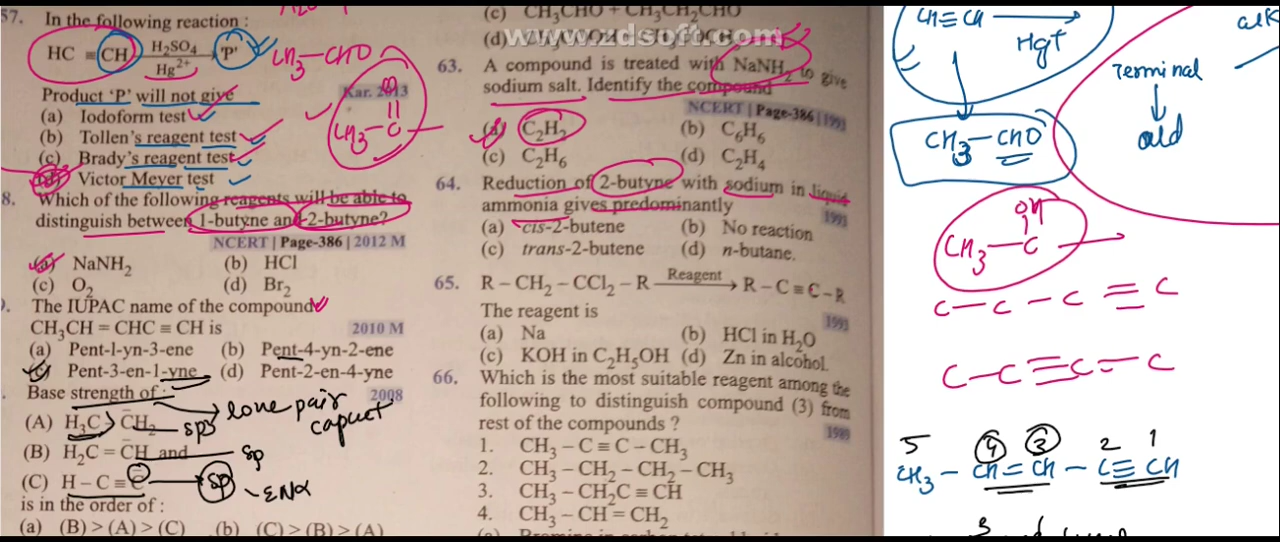 57. In the following reaction :
HC ≡ CH H₂SO₄ / Hg²⁺ → 'P'
CH₃ — CHO
Product 'P' will not give
Kar. 2013
(a) Iodoform test
(b) Tollen's reagent test
(c) Brady's reagent test
(d) Victor Meyer test
O
CH₃ — C —
8. Which of the following reagents will be able to
distinguish between 1-butyne and 2-butyne?
NCERT | Page-386 | 2012 M
(a) NaNH₂ (b) HCl
(c) O₂ (d) Br₂
9. The IUPAC name of the compound
CH₃CH = CHC ≡ CH is 2010 M
(a) Pent-1-yn-3-ene (b) Pent-4-yn-2-ene
(c) Pent-3-en-1-yne (d) Pent-2-en-4-yne
Base strength of : 2008
(A) H₃C C̄H₂ sp³ lone pair
(B) H₂C = C̄H and sp
(C) H – C ≡ C̄ sp
is in the order of :
(a) (B) > (A) > (C) (b) (C) > (B) > (A)
(c) CH₃CHO + CH₃CH₂CHO
www.zdsoft.com
63. A compound is treated with NaNH₂ to give
sodium salt. Identify the compound
NCERT | Page-386 | 1991
(a) C₂H₂ (b) C₆H₆
(c) C₂H₆ (d) C₂H₄
64. Reduction of 2-butyne with sodium in liquid
ammonia gives predominantly 1991
(a) cis-2-butene (b) No reaction
(c) trans-2-butene (d) n-butane.
65. R – CH₂ – CCl₂ – R Reagent → R – C ≡ C – R
The reagent is 1991
(a) Na (b) HCl in H₂O
(c) KOH in C₂H₅OH (d) Zn in alcohol.
66. Which is the most suitable reagent among the
following to distinguish compound (3) from
rest of the compounds ? 1989
1. CH₃ – C ≡ C – CH₃
2. CH₃ – CH₂ – CH₂ – CH₃
3. CH₃ – CH₂C ≡ CH
4. CH₃ – CH = CH₂
CH ≡ CH →
Hg†
CH₃ — CHO
Terminal
↓
ald
alk
OH
CH₃ — C →
C – C – C ≡ C
C – C ≡ C – C
5 4 3 2 1
CH₃ – CH = CH – C ≡ CH